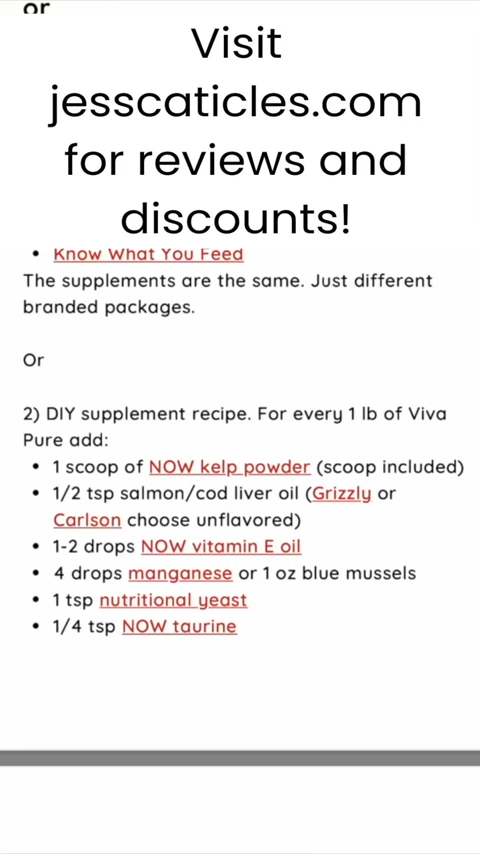 or
Visit
jesscaticles.com
for reviews and
discounts!
• Know What You Feed
The supplements are the same. Just different
branded packages.
Or
2) DIY supplement recipe. For every 1 lb of Viva
Pure add:
• 1 scoop of NOW kelp powder (scoop included)
• 1/2 tsp salmon/cod liver oil (Grizzly or
Carlson choose unflavored)
• 1-2 drops NOW vitamin E oil
• 4 drops manganese or 1 oz blue mussels
• 1 tsp nutritional yeast
• 1/4 tsp NOW taurine